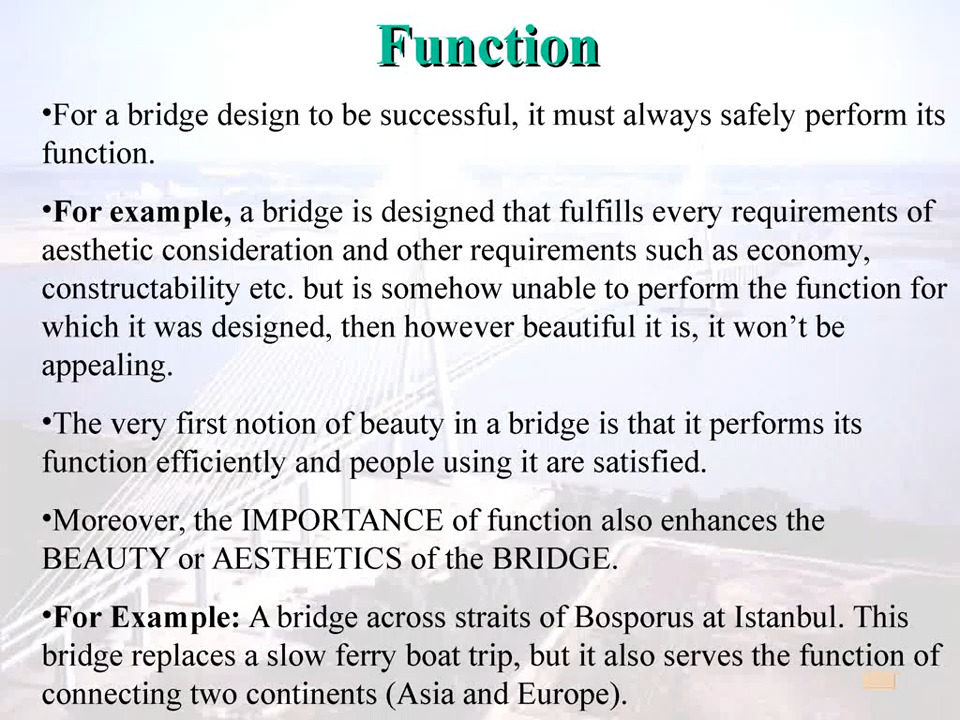 Function
•For a bridge design to be successful, it must always safely perform its
function.
•For example, a bridge is designed that fulfills every requirements of
aesthetic consideration and other requirements such as economy,
constructability etc. but is somehow unable to perform the function for
which it was designed, then however beautiful it is, it won’t be
appealing.
•The very first notion of beauty in a bridge is that it performs its
function efficiently and people using it are satisfied.
•Moreover, the IMPORTANCE of function also enhances the
BEAUTY or AESTHETICS of the BRIDGE.
•For Example: A bridge across straits of Bosporus at Istanbul. This
bridge replaces a slow ferry boat trip, but it also serves the function of
connecting two continents (Asia and Europe).